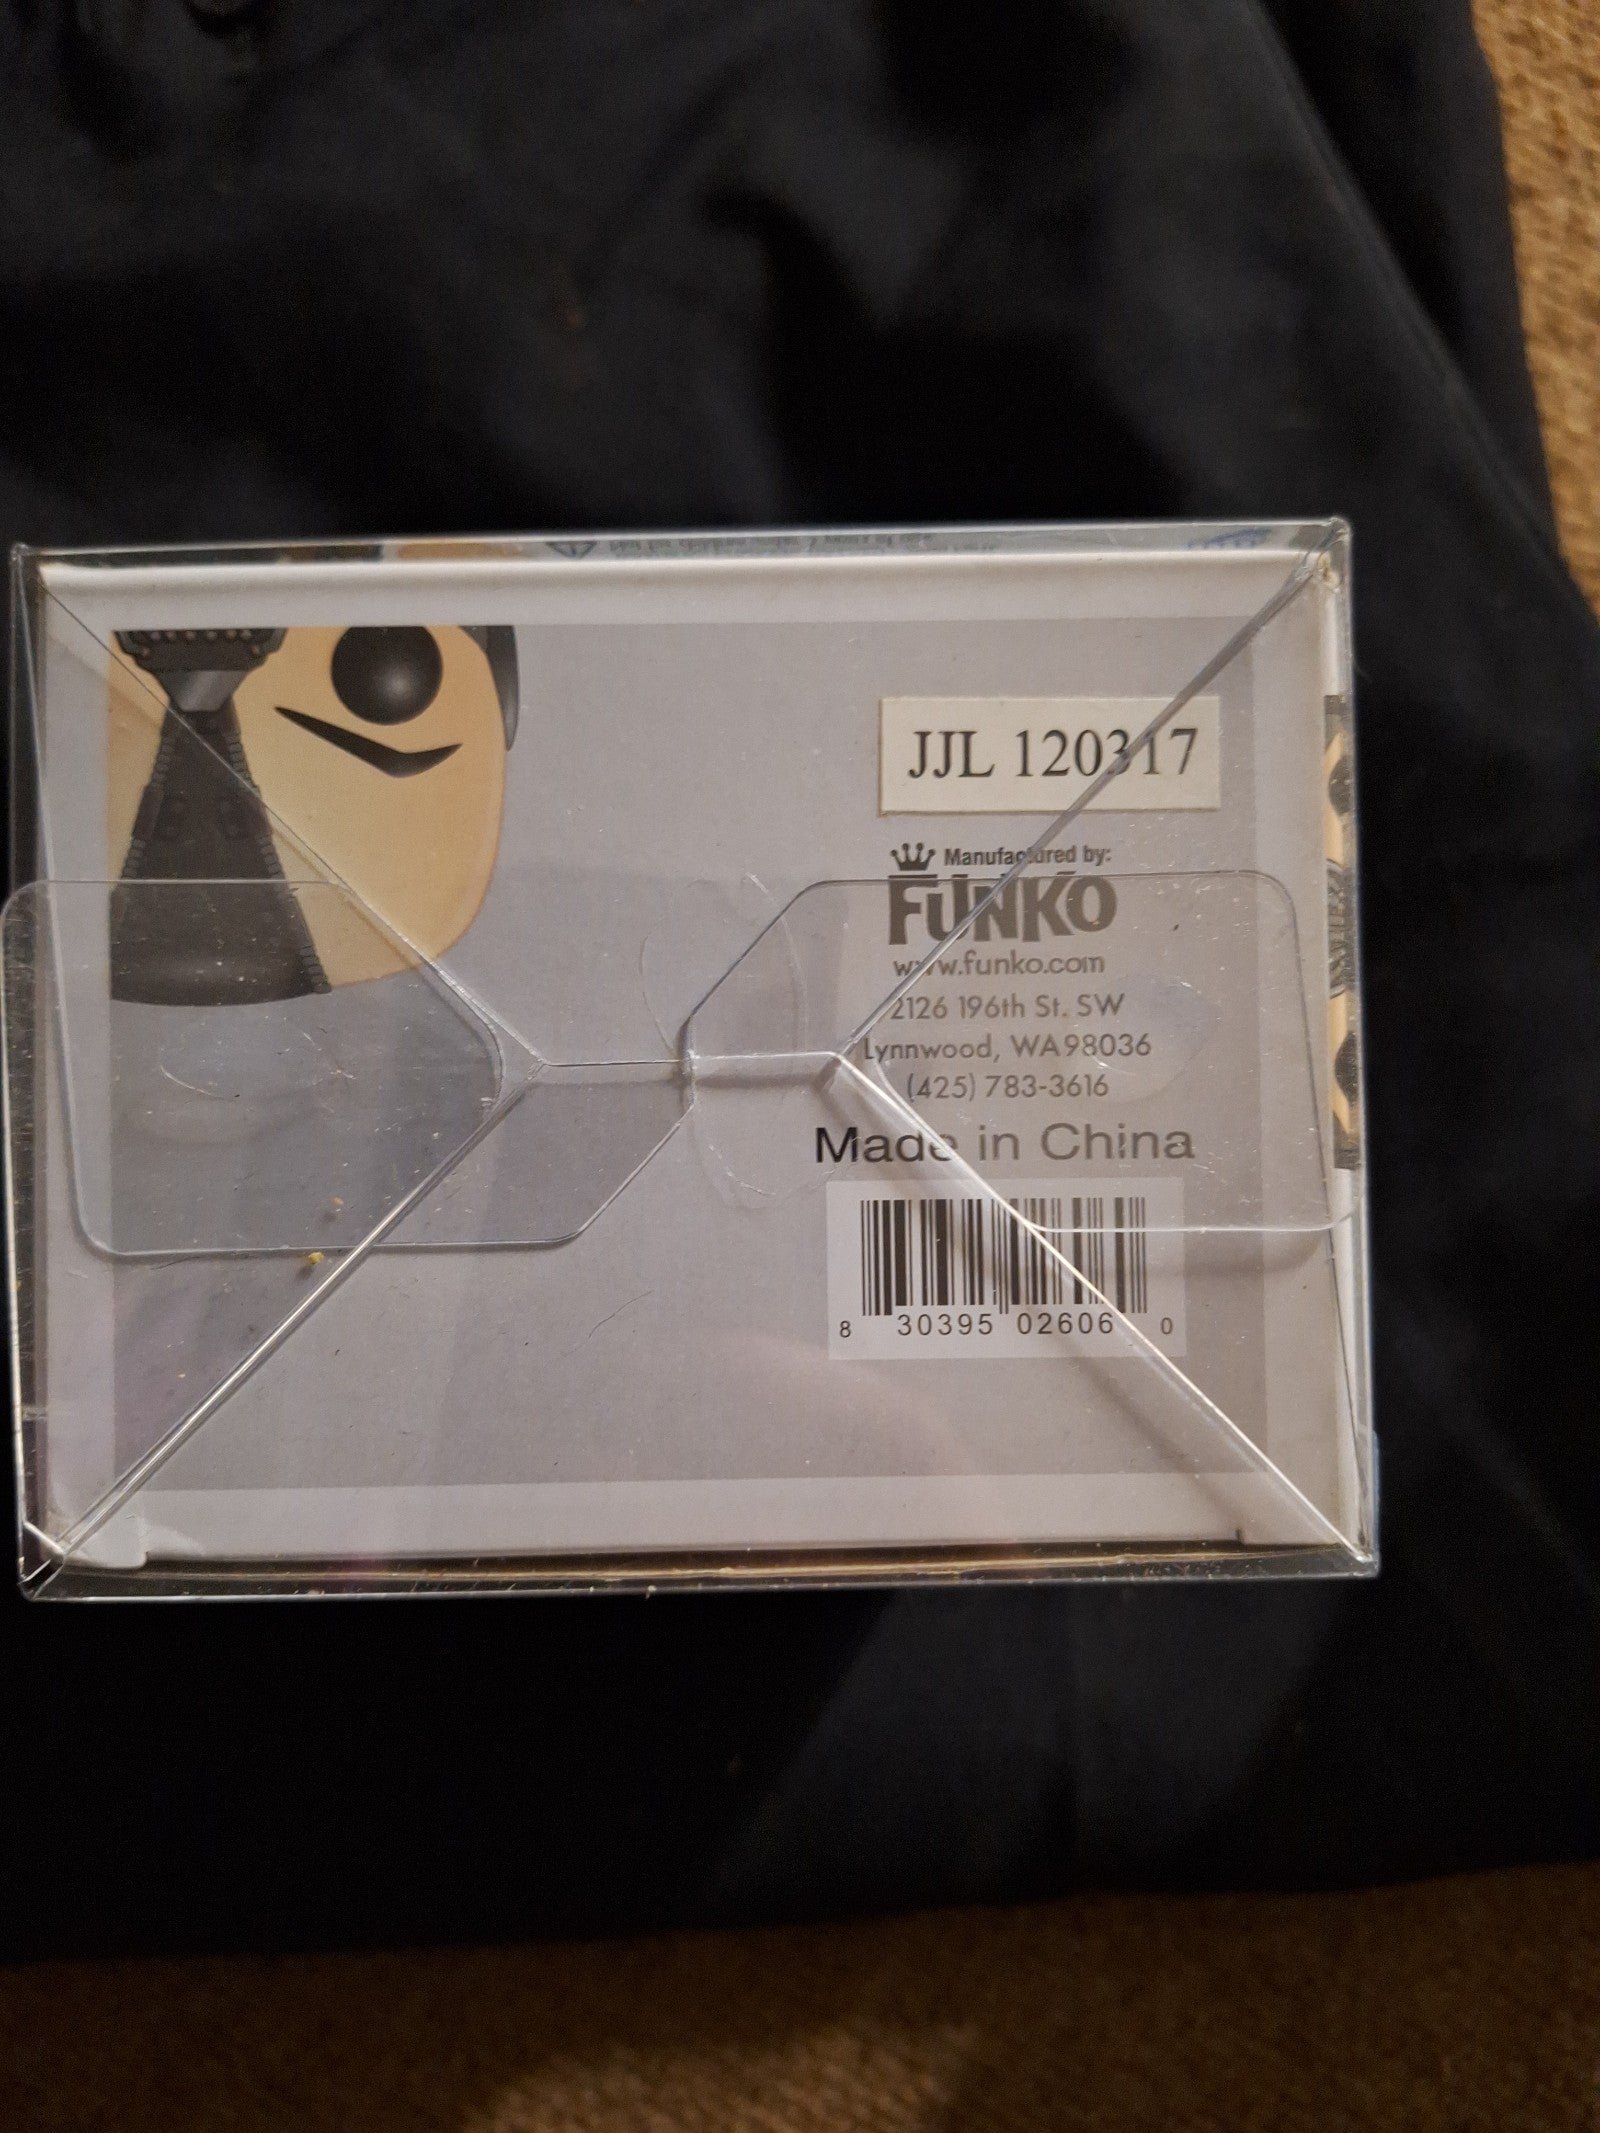 JJL 120317
Manufactured by:
FUNKO
www.funko.com
2126 196th St. SW
Lynnwood, WA98036
(425) 783-3616
Made in China
8 30395 02606 0